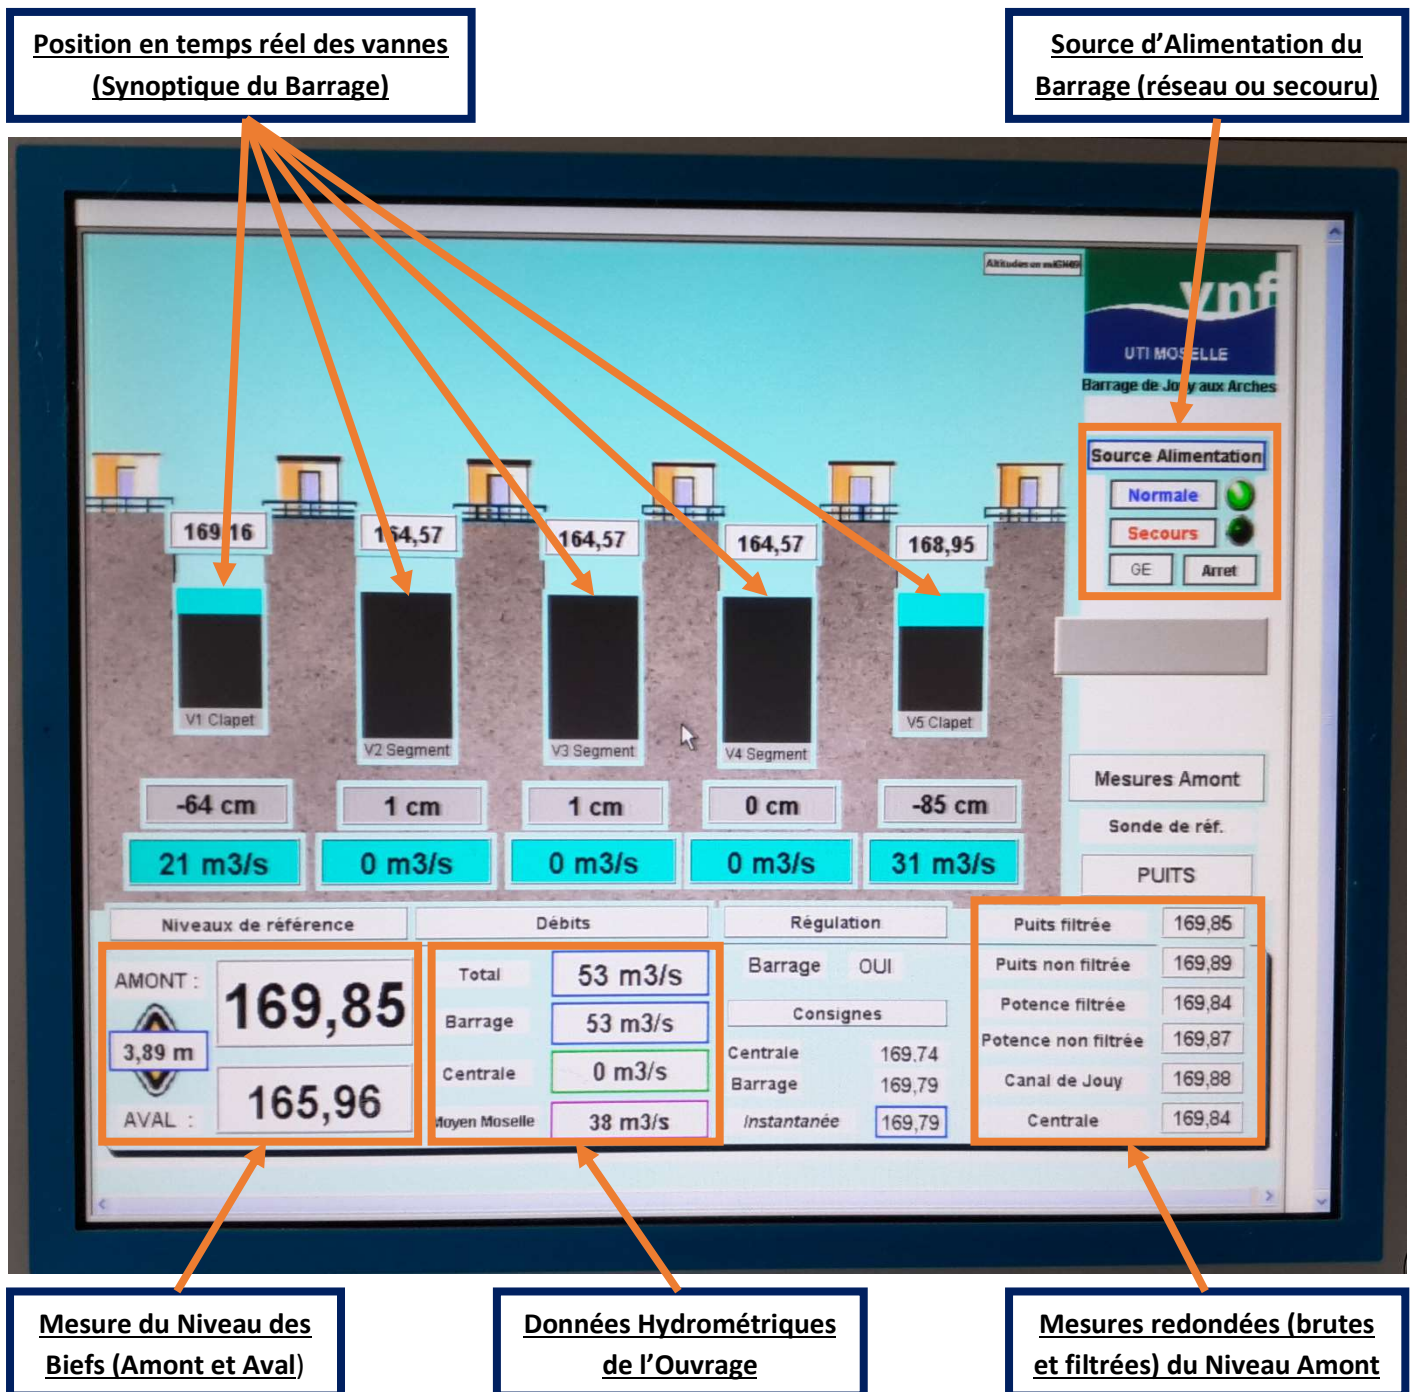 Position en temps réel des vannes
(Synoptique du Barrage)
Source d'Alimentation du
Barrage (réseau ou secouru)
Altitudes en
vnf
UTI MOSELLE
Barrage de Jouy aux Arches
Source Alimentation
Normale
Secours
GE Arret
169,16 164,57 164,57 164,57 168,95
V1 Clapet V2 Segment V3 Segment V4 Segment V5 Clapet
-64 cm 1 cm 1 cm 0 cm -85 cm
21 m3/s 0 m3/s 0 m3/s 0 m3/s 31 m3/s
Mesures Amont
Sonde de réf.
PUITS
Niveaux de référence
AMONT : 169,85
3,89 m
AVAL : 165,96
Débits
Total 53 m3/s
Barrage 53 m3/s
Centrale 0 m3/s
Moyen Moselle 38 m3/s
Régulation
Barrage OUI
Consignes
Centrale 169,74
Barrage 169,79
Instantanée 169,79
Puits filtrée 169,85
Puits non filtrée 169,89
Potence filtrée 169,84
Potence non filtrée 169,87
Canal de Jouy 169,88
Centrale 169,84
Mesure du Niveau des
Biefs (Amont et Aval)
Données Hydrométriques
de l'Ouvrage
Mesures redondées (brutes
et filtrées) du Niveau Amont